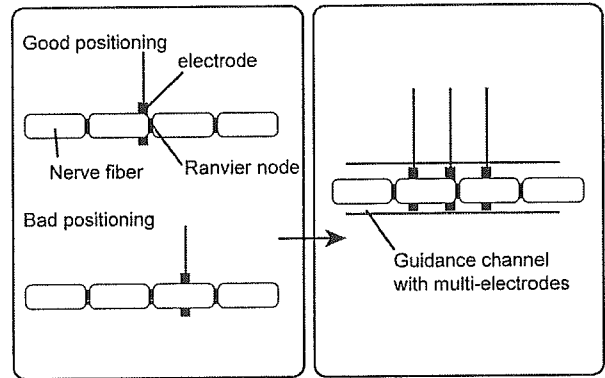 Good positioning
electrode
Nerve fiber
Ranvier node
Bad positioning
Guidance channel
with multi-electrodes